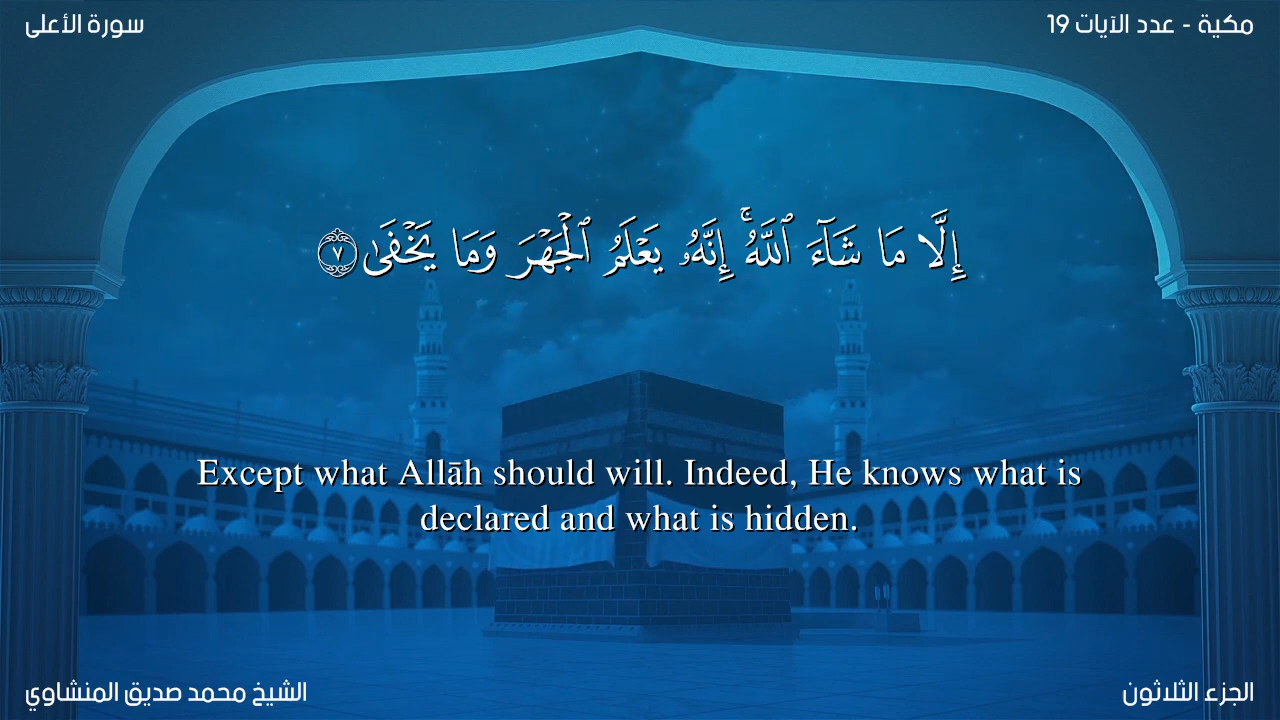 سورة الأعلى
مكية - عدد الآيات 19
إِلَّا مَا شَآءَ ٱللَّهُۚ إِنَّهُۥ يَعْلَمُ ٱلْجَهْرَ وَمَا يَخْفَىٰ ٧
Except what Allāh should will. Indeed, He knows what is
declared and what is hidden.
الشيخ محمد صديق المنشاوي
الجزء الثلاثون